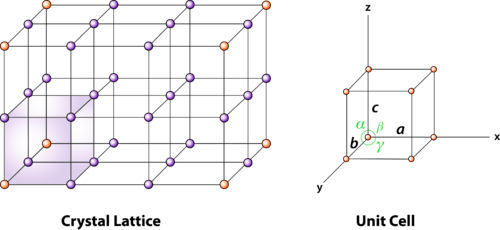 z
c
α β
a
x
b γ
y
Crystal Lattice
Unit Cell